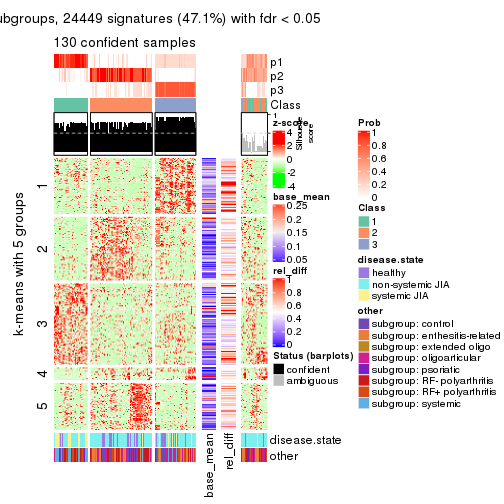 ubgroups, 24449 signatures (47.1%) with fdr < 0.05
130 confident samples
p1
p2
p3
Class
1
Silhouette
score
z-score
4
2
0
-2
-4
base_mean
0.25
0.2
0.15
0.1
0.05
rel_diff
1
0.8
0.6
0.4
0.2
0
Status (barplots)
confident
ambiguous
Prob
1
0.8
0.6
0.4
0.2
0
Class
1
2
3
disease.state
healthy
non-systemic JIA
systemic JIA
other
subgroup: control
subgroup: enthesitis-related
subgroup: extended oligo
subgroup: oligoarticular
subgroup: psoriatic
subgroup: RF- polyarthritis
subgroup: RF+ polyarthritis
subgroup: systemic
k-means with 5 groups
1
2
3
4
5
disease.state
other
base_mean
rel_diff